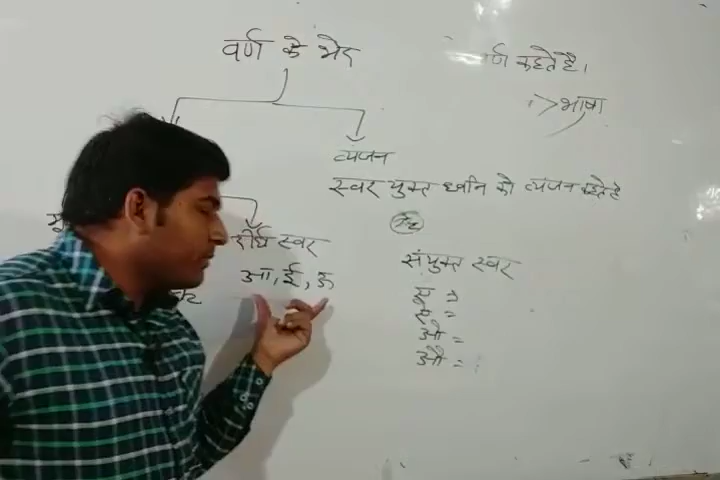 वर्ण के भेद
र्ण कहते है।
> भाषा
व्यंजन
स्वर युक्त ध्वनि को व्यंजन कहते है
दीर्घ स्वर
आ, ई, ऊ
संयुक्त स्वर
ए =
ऐ =
ओ =
औ =